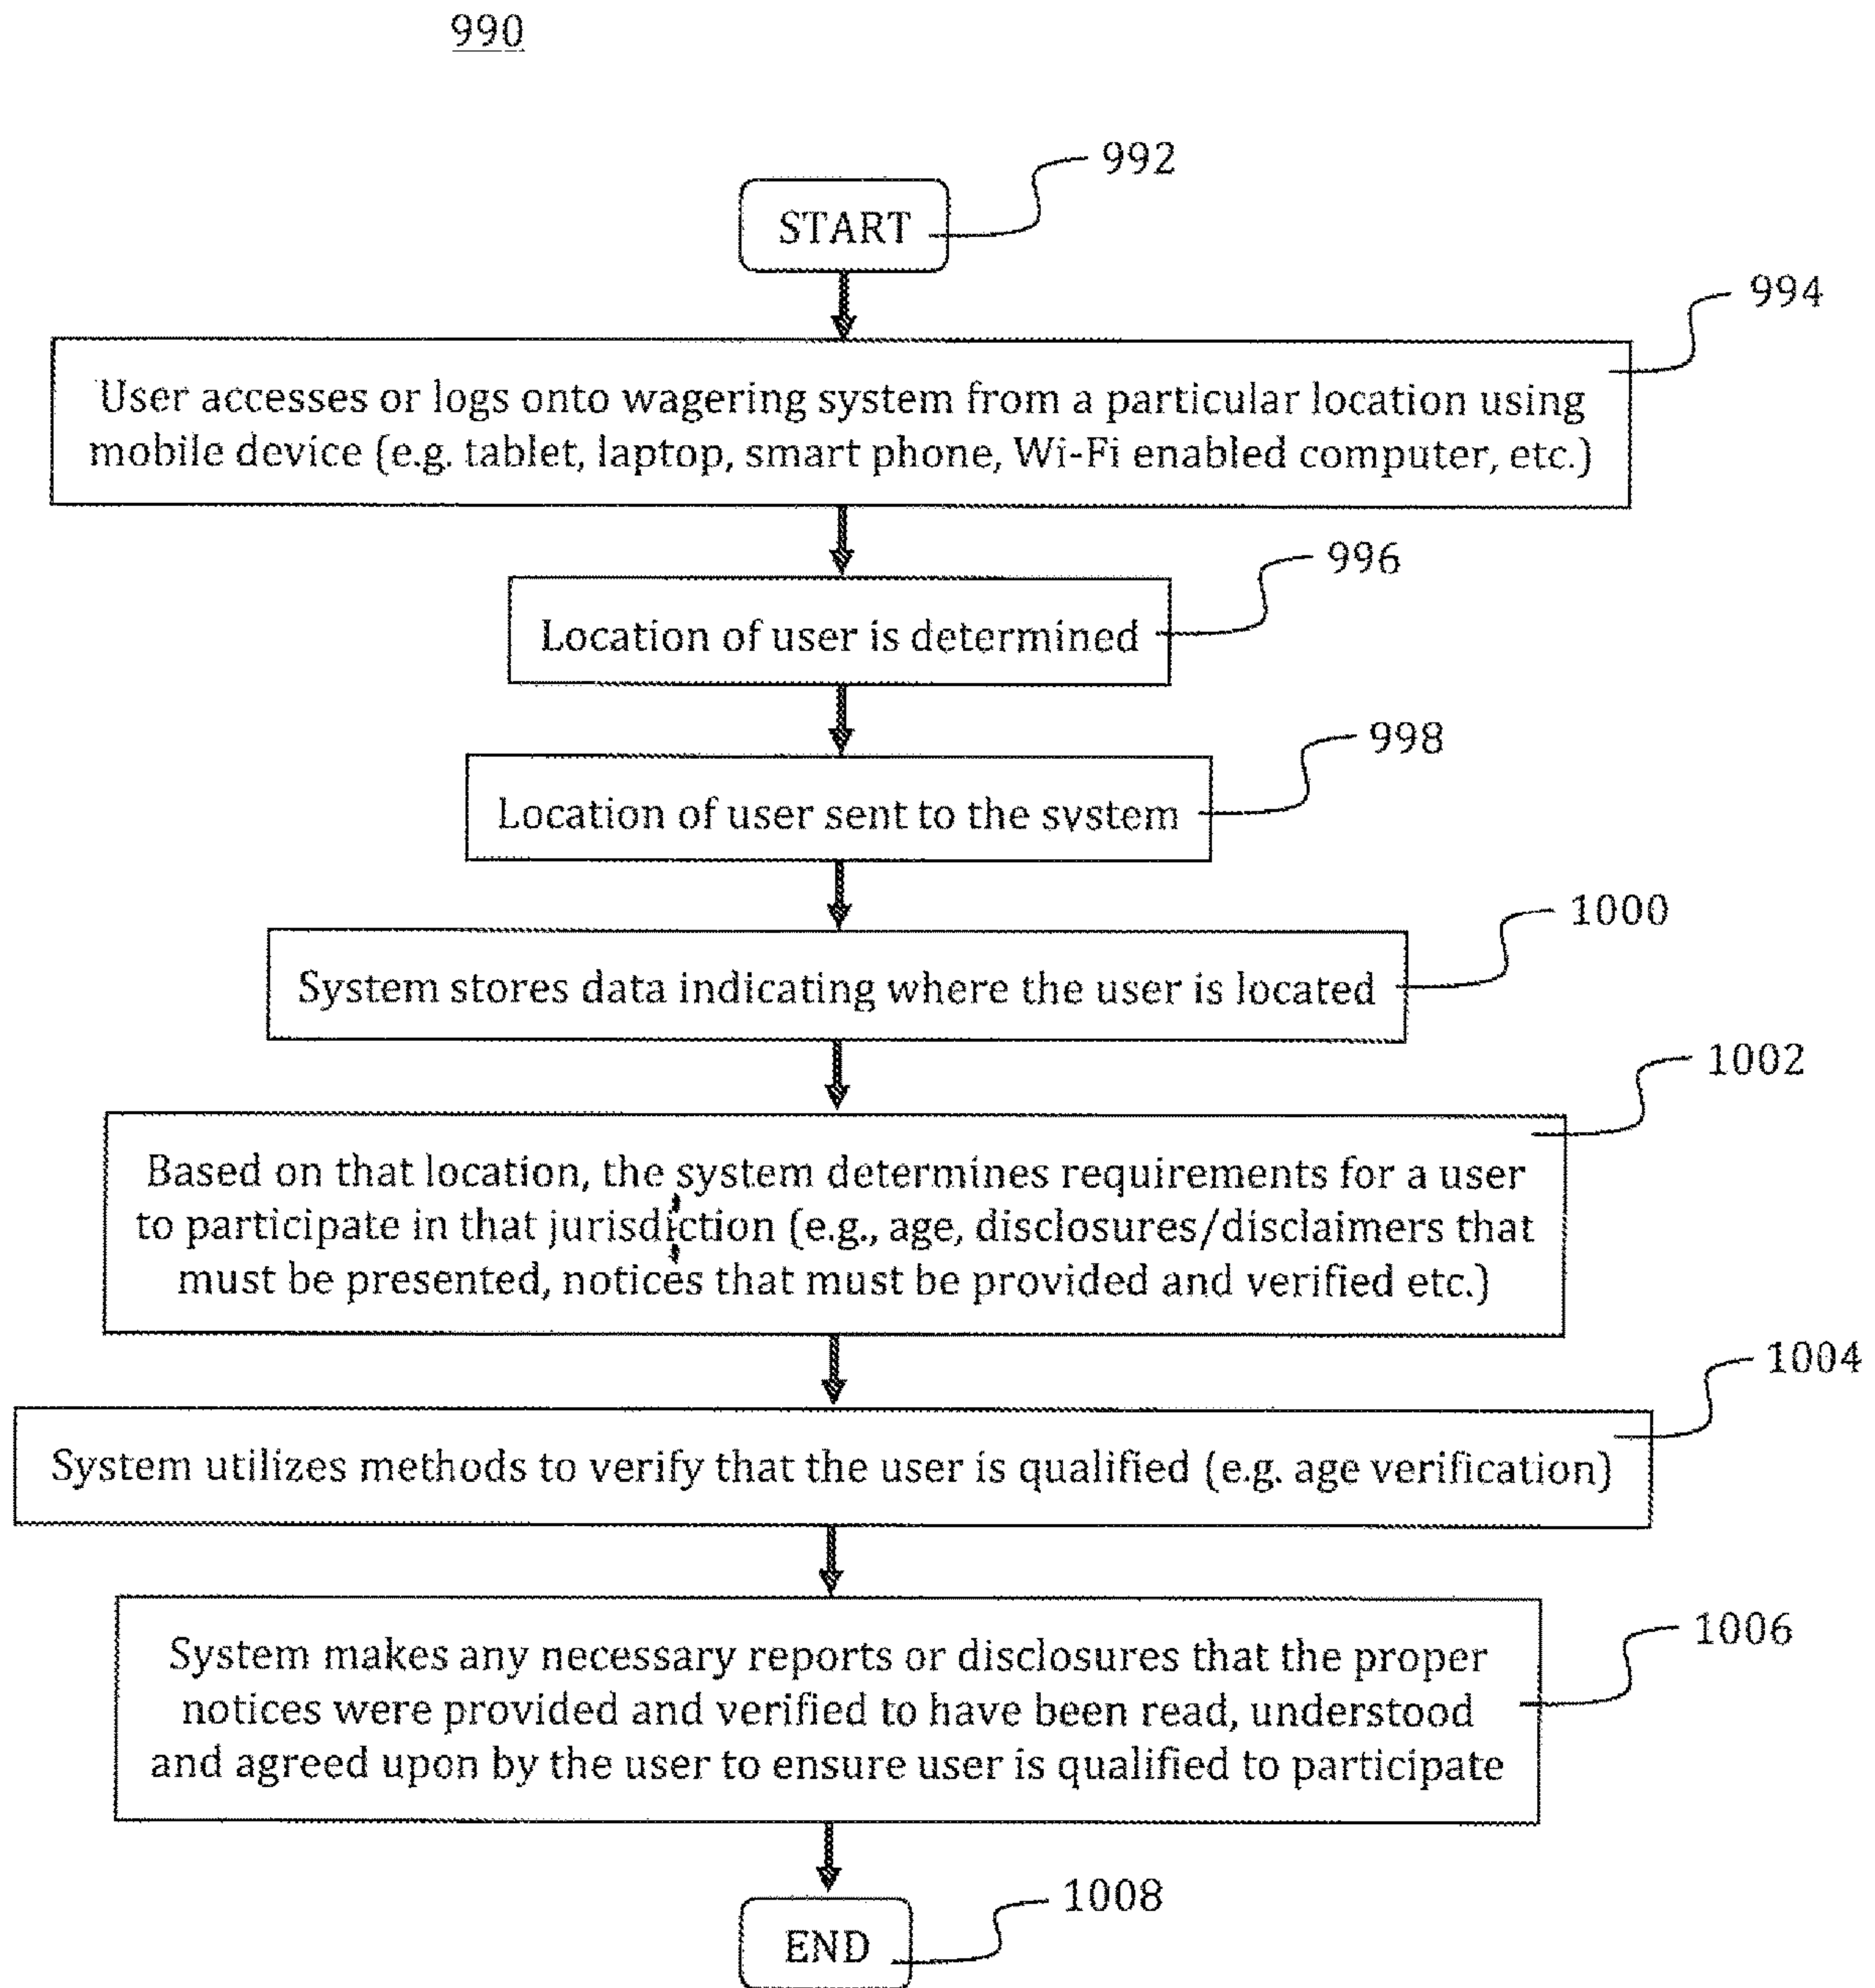 990
992
START
994
User accesses or logs onto wagering system from a particular location using
mobile device (e.g. tablet, laptop, smart phone, Wi-Fi enabled computer, etc.)
996
Location of user is determined
998
Location of user sent to the system
1000
System stores data indicating where the user is located
1002
Based on that location, the system determines requirements for a user
to participate in that jurisdiction (e.g., age, disclosures/disclaimers that
must be presented, notices that must be provided and verified etc.)
1004
System utilizes methods to verify that the user is qualified (e.g. age verification)
1006
System makes any necessary reports or disclosures that the proper
notices were provided and verified to have been read, understood
and agreed upon by the user to ensure user is qualified to participate
1008
END